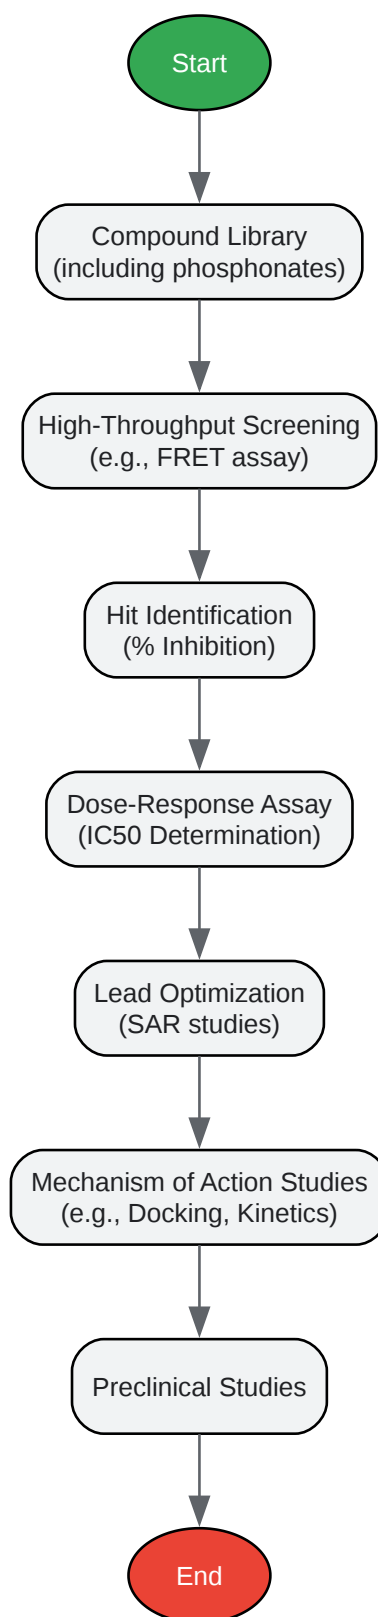 Start
Compound Library
(including phosphonates)
High-Throughput Screening
(e.g., FRET assay)
Hit Identification
(% Inhibition)
Dose-Response Assay
(IC50 Determination)
Lead Optimization
(SAR studies)
Mechanism of Action Studies
(e.g., Docking, Kinetics)
Preclinical Studies
End